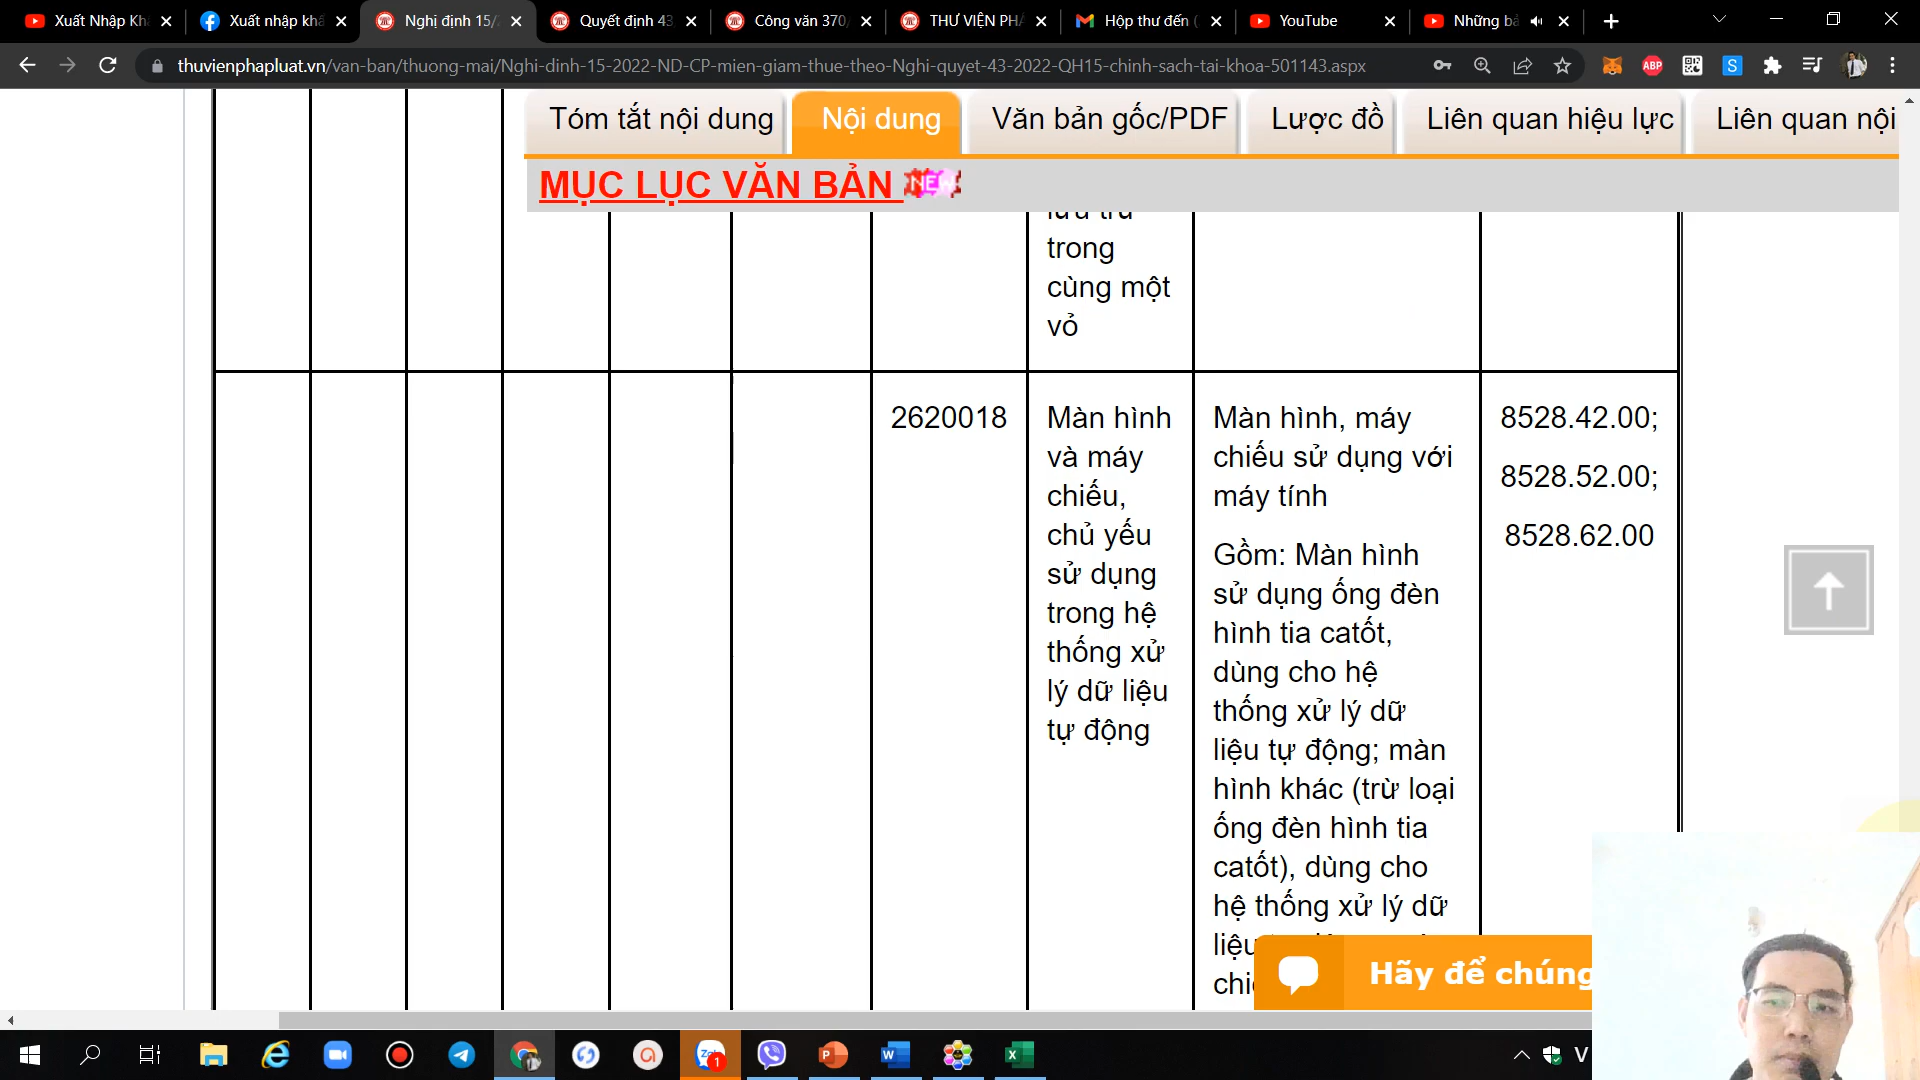 Xuất Nhập Kh
Xuất nhập khẩ
Nghị định 15/
Quyết định 43
Công văn 370/
THƯ VIỆN PHÁ
Hộp thư đến (
YouTube
Những bả
thuvienphapluat.vn/van-ban/thuong-mai/Nghi-dinh-15-2022-ND-CP-mien-giam-thue-theo-Nghi-quyet-43-2022-QH15-chinh-sach-tai-khoa-501143.aspx
ABP
S
Tóm tắt nội dung
Nội dung
Văn bản gốc/PDF
Lược đồ
Liên quan hiệu lực
Liên quan nội
MỤC LỤC VĂN BẢN NEW
lưu trữ
trong
cùng một
vỏ
2620018
Màn hình
và máy
chiếu,
chủ yếu
sử dụng
trong hệ
thống xử
lý dữ liệu
tự động
Màn hình, máy
chiếu sử dụng với
máy tính
Gồm: Màn hình
sử dụng ống đèn
hình tia catốt,
dùng cho hệ
thống xử lý dữ
liệu tự động; màn
hình khác (trừ loại
ống đèn hình tia
catốt), dùng cho
hệ thống xử lý dữ
liệu
8528.42.00;
8528.52.00;
8528.62.00
Hãy để chúng
1
V